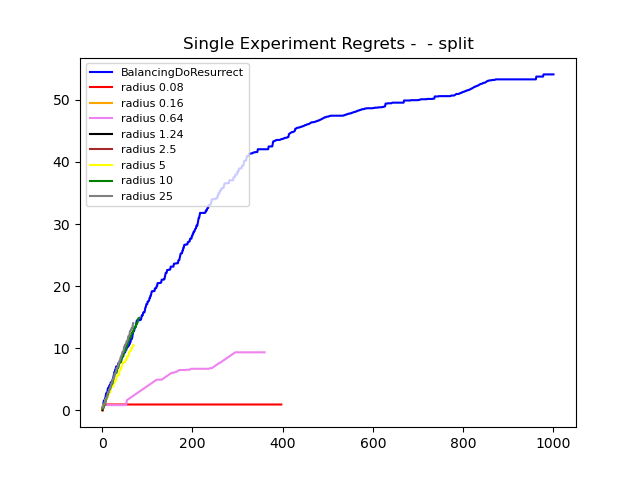 Single Experiment Regrets -  - split
BalancingDoResurrect
radius 0.08
radius 0.16
radius 0.64
radius 1.24
radius 2.5
radius 5
radius 10
radius 25
50
40
30
20
10
0
0 200 400 600 800 1000